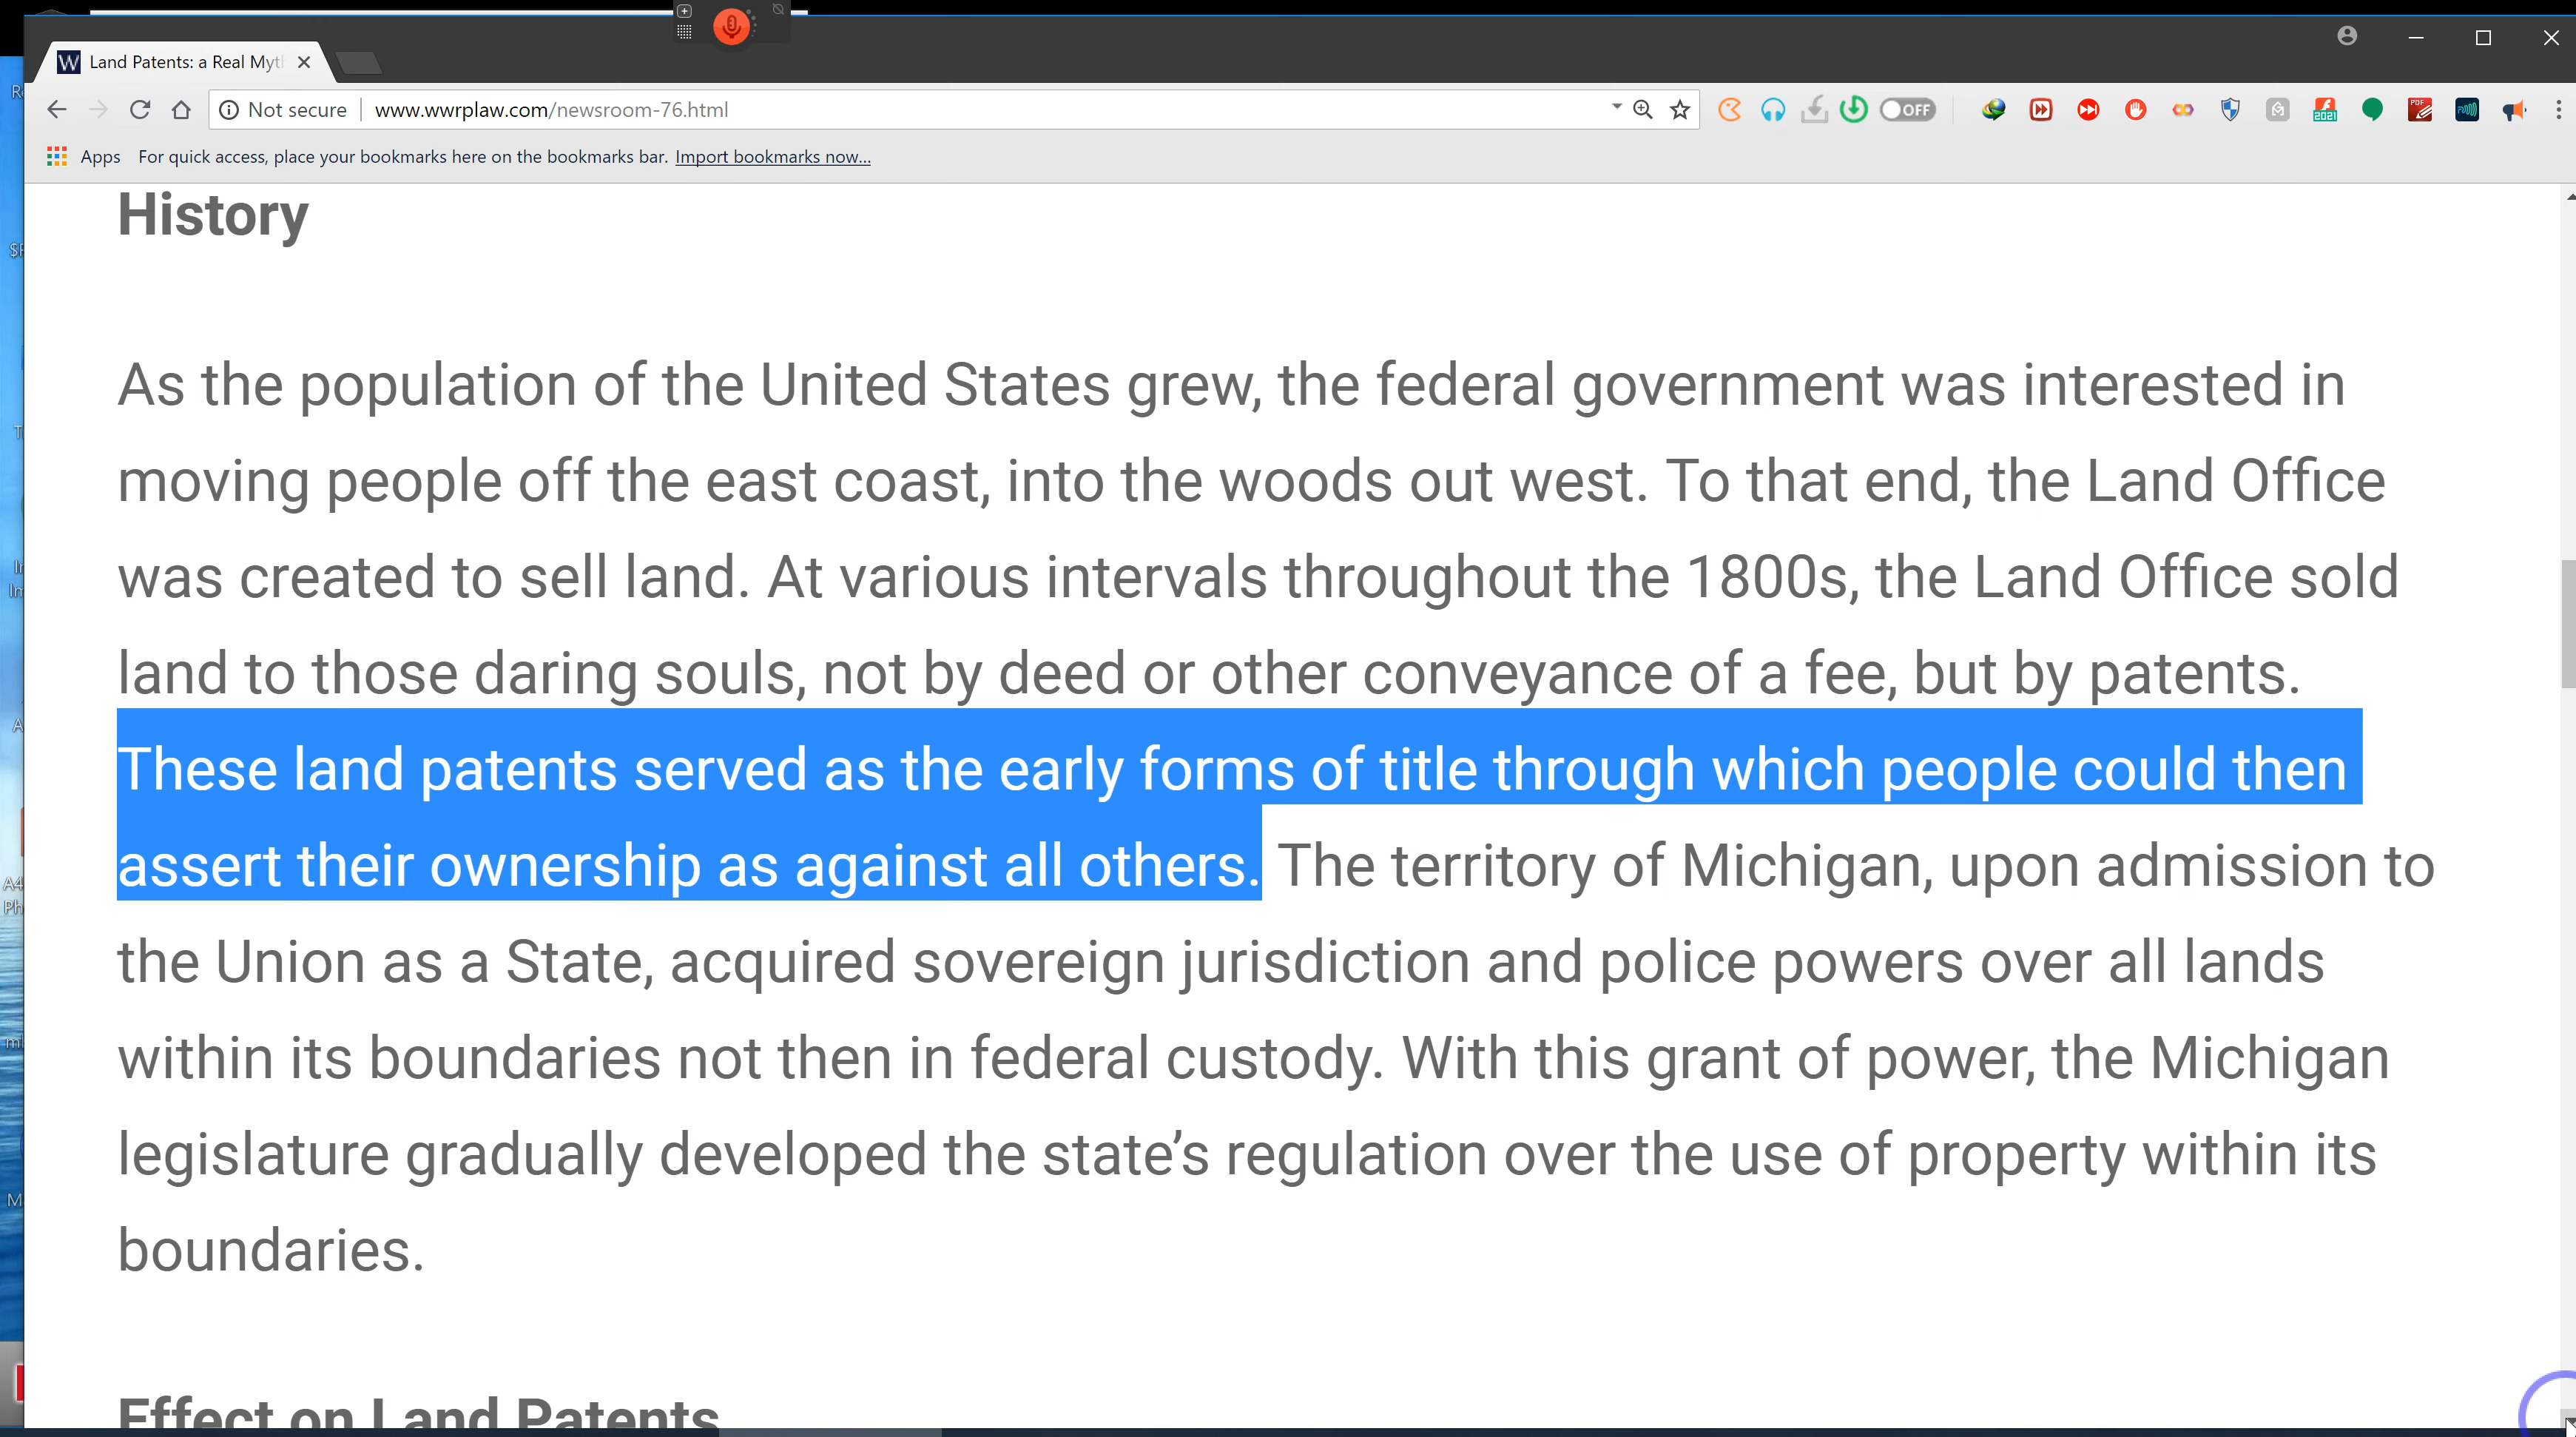 Land Patents: a Real Myt
Not secure
www.wwrplaw.com/newsroom-76.html
OFF
PDF
2021
Apps
For quick access, place your bookmarks here on the bookmarks bar. Import bookmarks now...
History
As the population of the United States grew, the federal government was interested in
moving people off the east coast, into the woods out west. To that end, the Land Office
was created to sell land. At various intervals throughout the 1800s, the Land Office sold
land to those daring souls, not by deed or other conveyance of a fee, but by patents.
These land patents served as the early forms of title through which people could then
assert their ownership as against all others. The territory of Michigan, upon admission to
the Union as a State, acquired sovereign jurisdiction and police powers over all lands
within its boundaries not then in federal custody. With this grant of power, the Michigan
legislature gradually developed the state’s regulation over the use of property within its
boundaries.
Effect on Land Patents